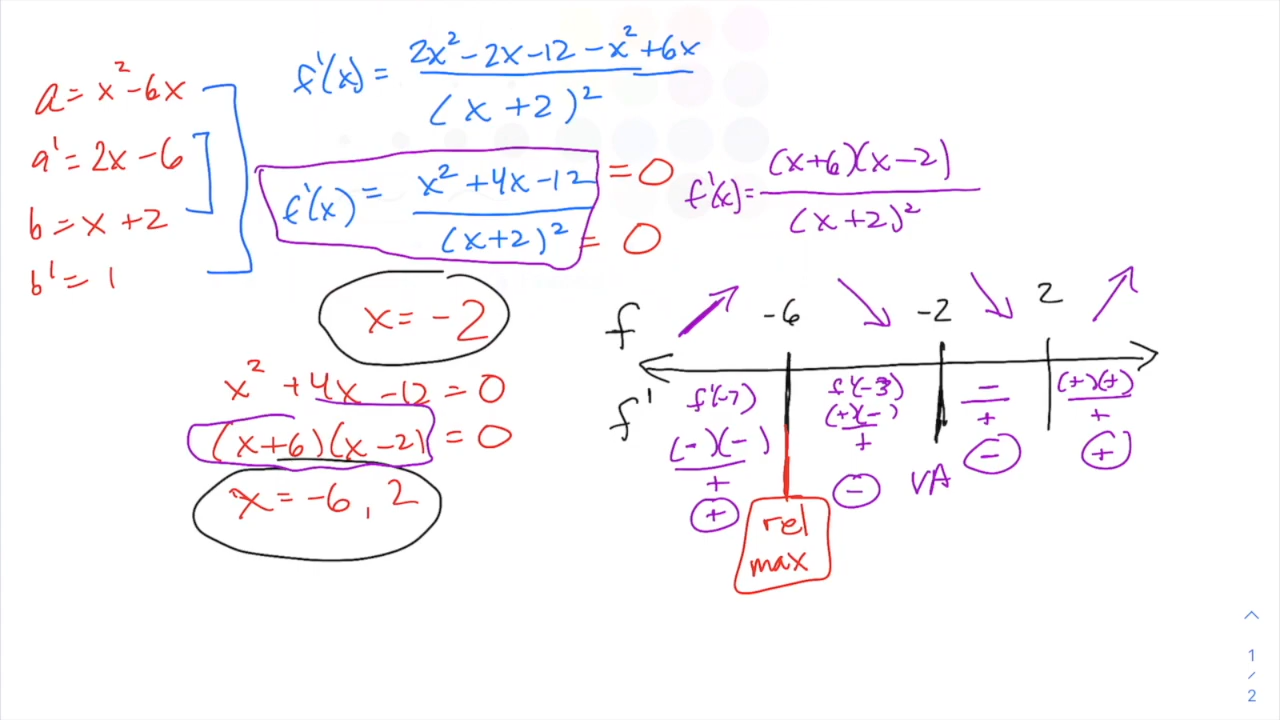 a = x² - 6x
a' = 2x - 6
b = x + 2
b' = 1
f'(x) = (2x² - 2x - 12 - x² + 6x) / (x + 2)²
f'(x) = (x² + 4x - 12) / (x + 2)²
= 0
= 0
f'(x) = (x+6)(x-2) / (x+2)²
x = -2
x² + 4x - 12 = 0
(x+6)(x-2) = 0
x = -6, 2
f -6 -2 2
f' f'(-7) f'(-3) - / + (+)(+) / +
(-)(-) / + (+)(-) / +
+ - VA - +
rel
max
1
/
2